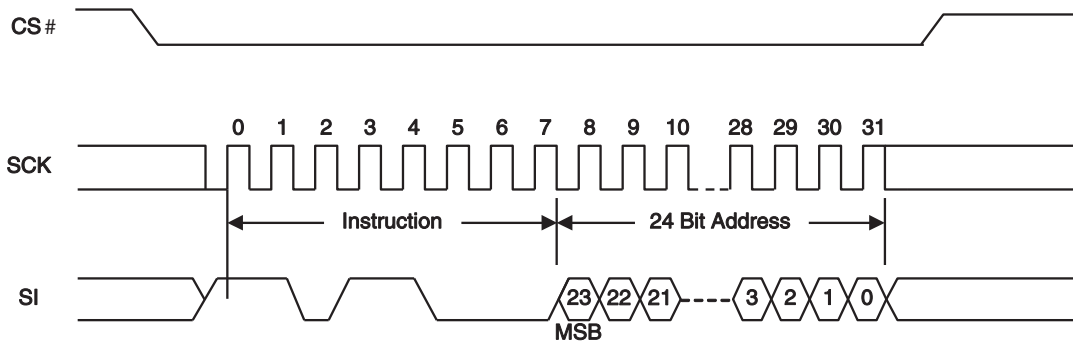 CS #
0 1 2 3 4 5 6 7 8 9 10 28 29 30 31
SCK
Instruction 24 Bit Address
SI 23 22 21 3 2 1 0
MSB